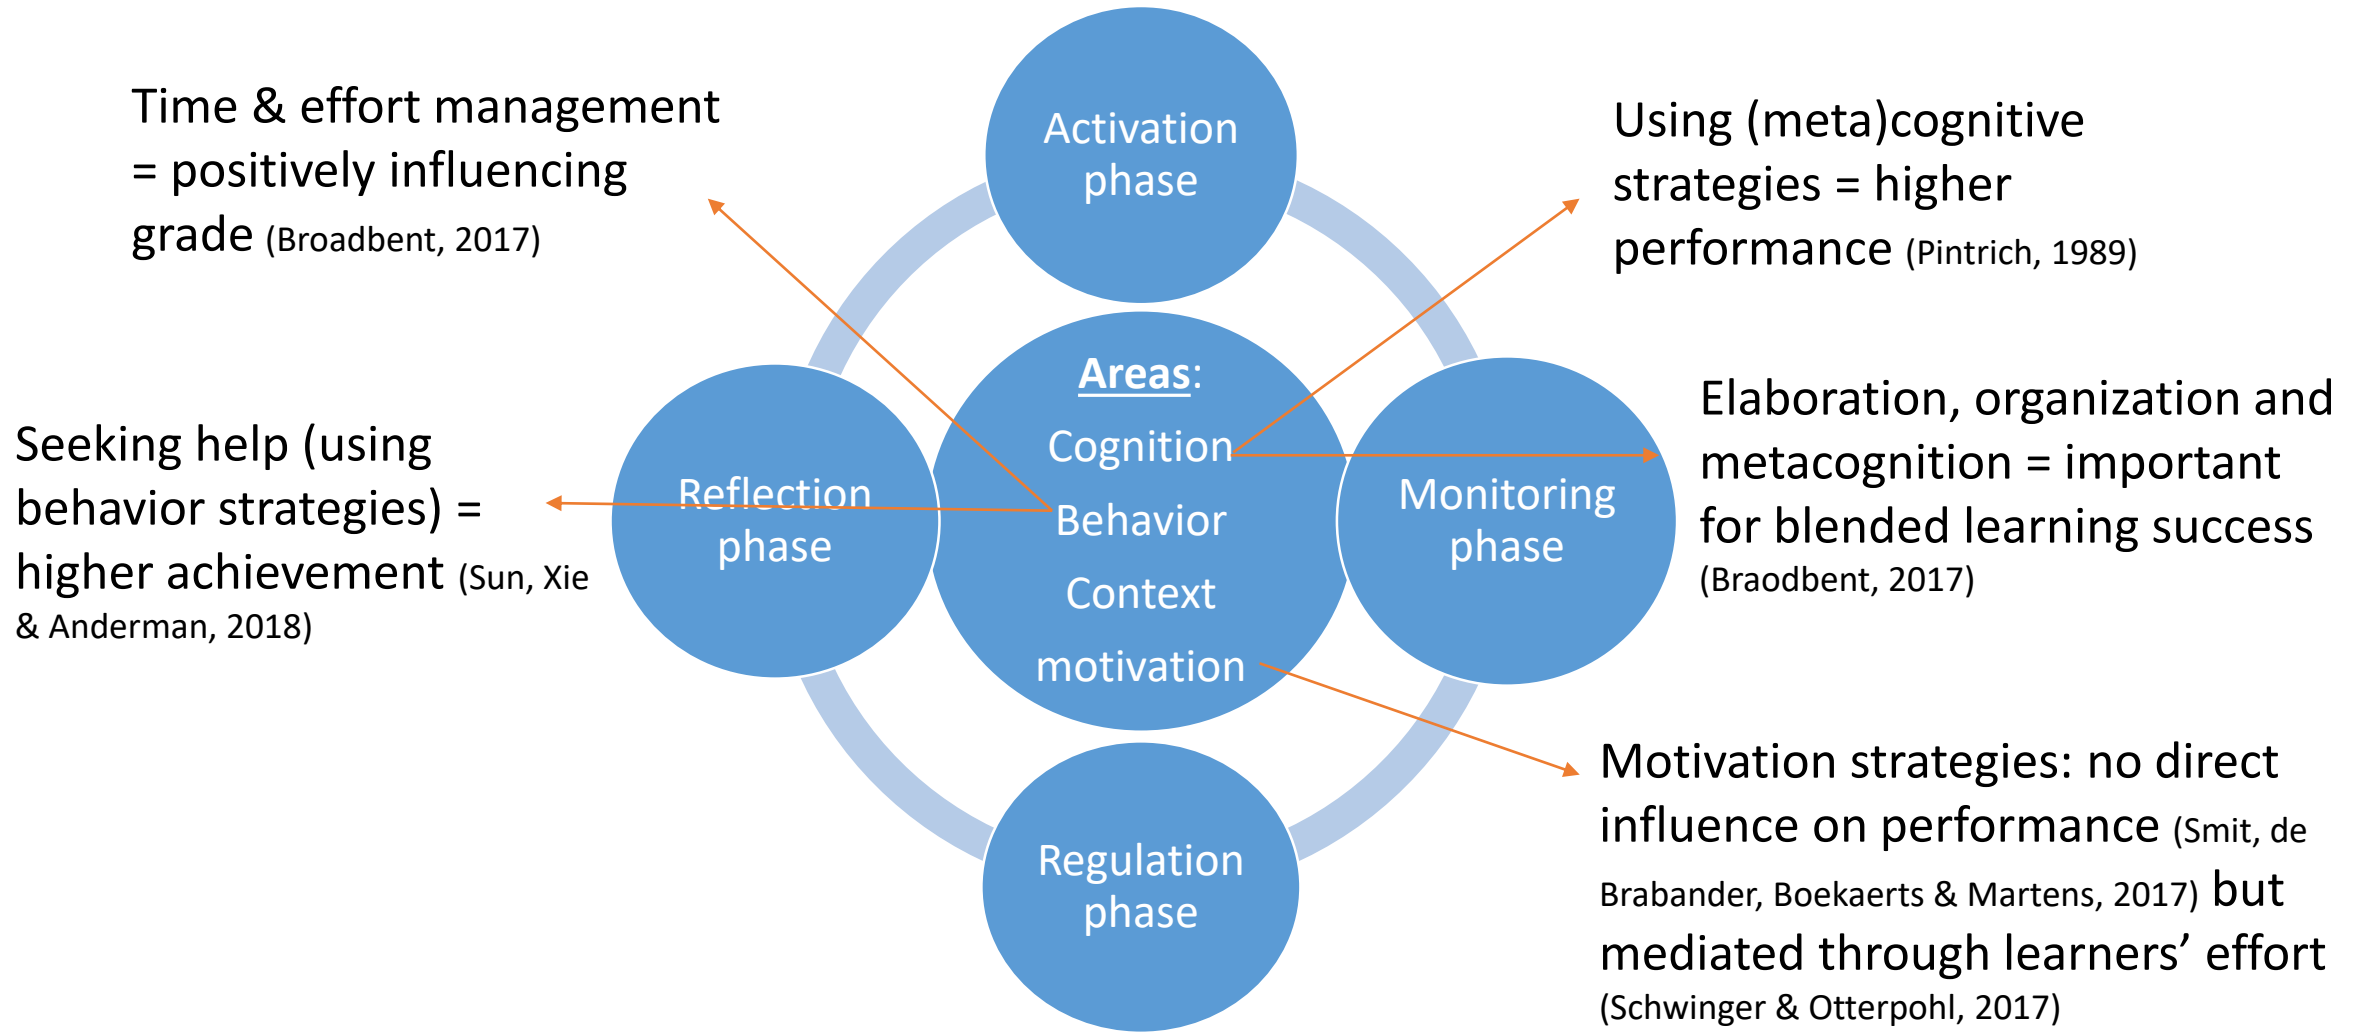 Time & effort management
= positively influencing
grade (Broadbent, 2017)
Seeking help (using
behavior strategies) =
higher achievement (Sun, Xie
& Anderman, 2018)
Activation
phase
Reflection
phase
Areas:
Cognition
Behavior
Context
motivation
Monitoring
phase
Regulation
phase
Using (meta)cognitive
strategies = higher
performance (Pintrich, 1989)
Elaboration, organization and
metacognition = important
for blended learning success
(Braodbent, 2017)
Motivation strategies: no direct
influence on performance (Smit, de
Brabander, Boekaerts & Martens, 2017) but
mediated through learners’ effort
(Schwinger & Otterpohl, 2017)